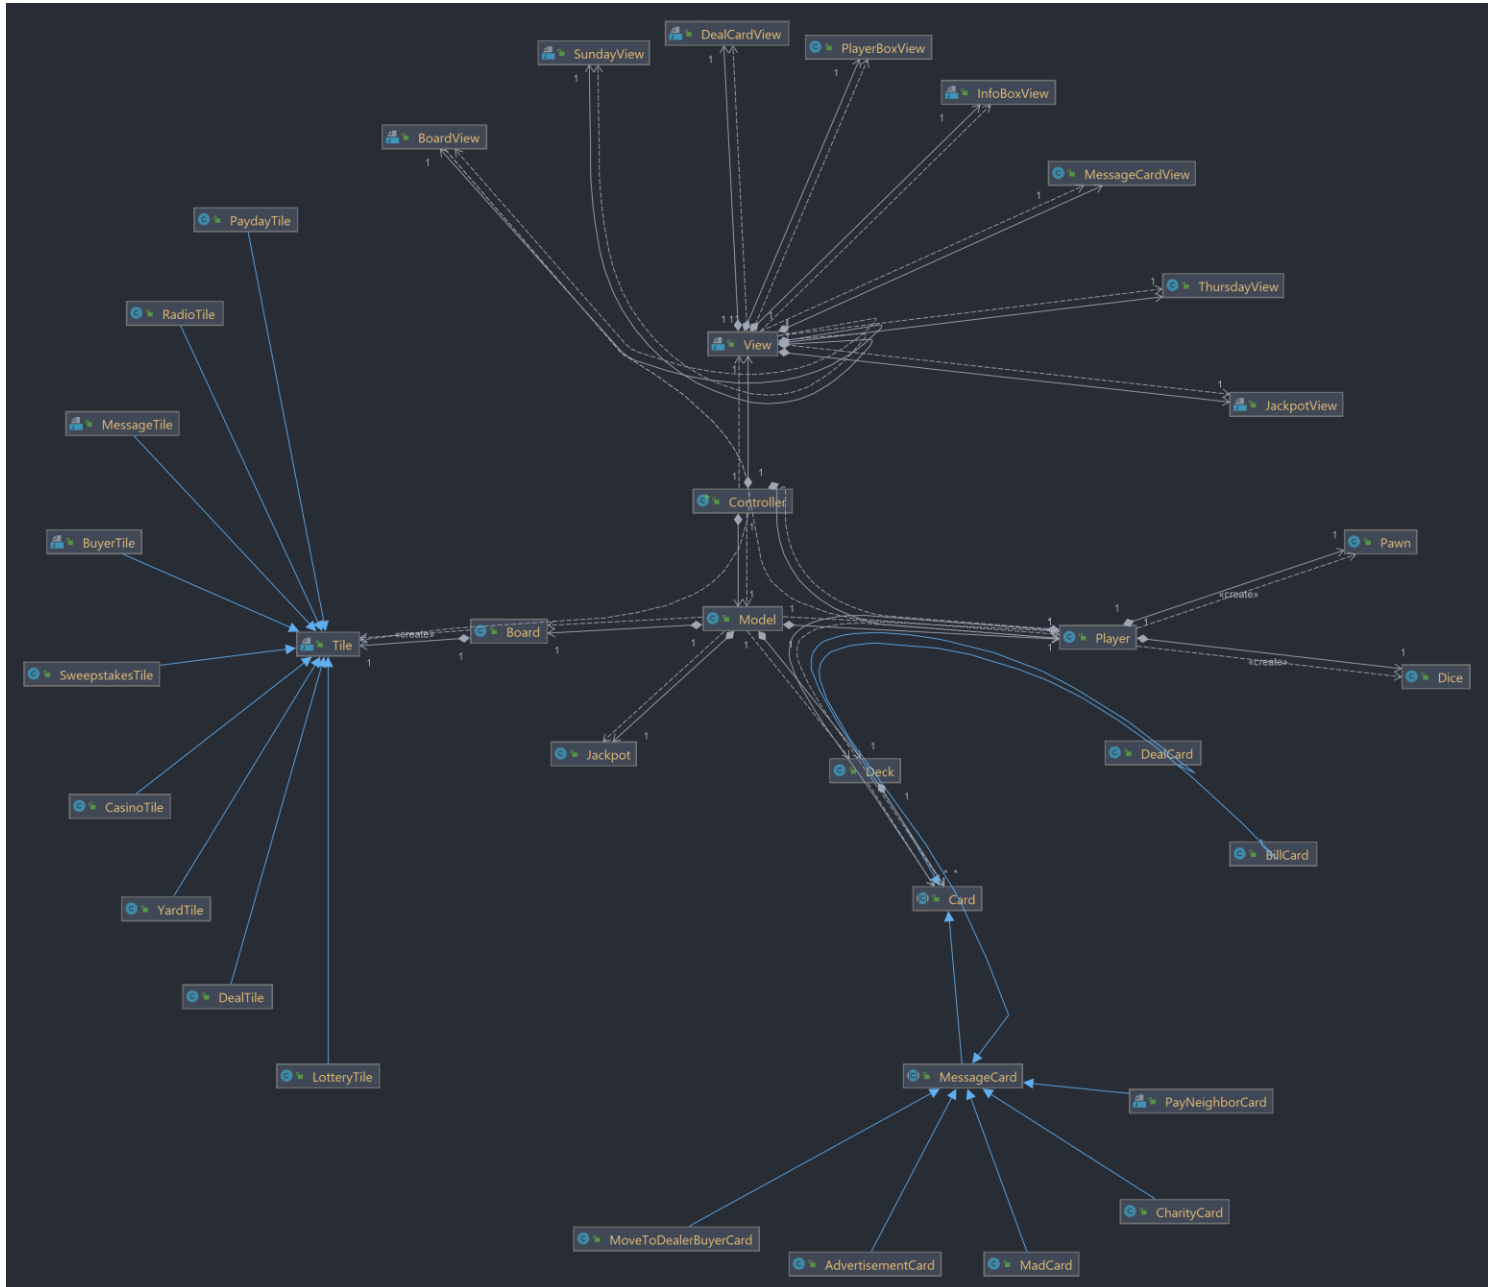 DealCardView
PlayerBoxView
SundayView
InfoBoxView
BoardView
MessageCardView
PaydayTile
ThursdayView
RadioTile
View
JackpotView
MessageTile
Controller
BuyerTile
Pawn
«create»
Model
Board
Player
«create»
Tile
«create»
SweepstakesTile
Dice
Jackpot
DealCard
Deck
CasinoTile
BillCard
Card
YardTile
DealTile
LotteryTile
MessageCard
PayNeighborCard
CharityCard
MoveToDealerBuyerCard
AdvertisementCard
MadCard